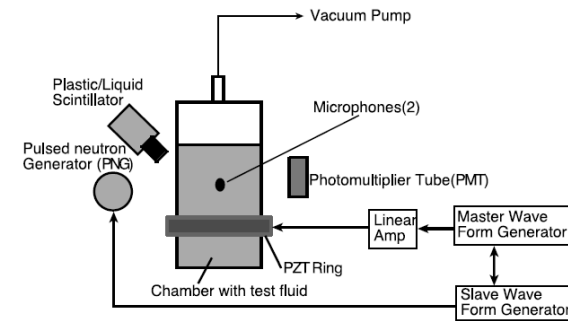 Vacuum Pump
Plastic/Liquid
Scintillator
Microphones(2)
Pulsed neutron
Generator (PNG)
Photomultiplier Tube(PMT)
Linear
Amp
Master Wave
Form Generator
PZT Ring
Chamber with test fluid
Slave Wave
Form Generator